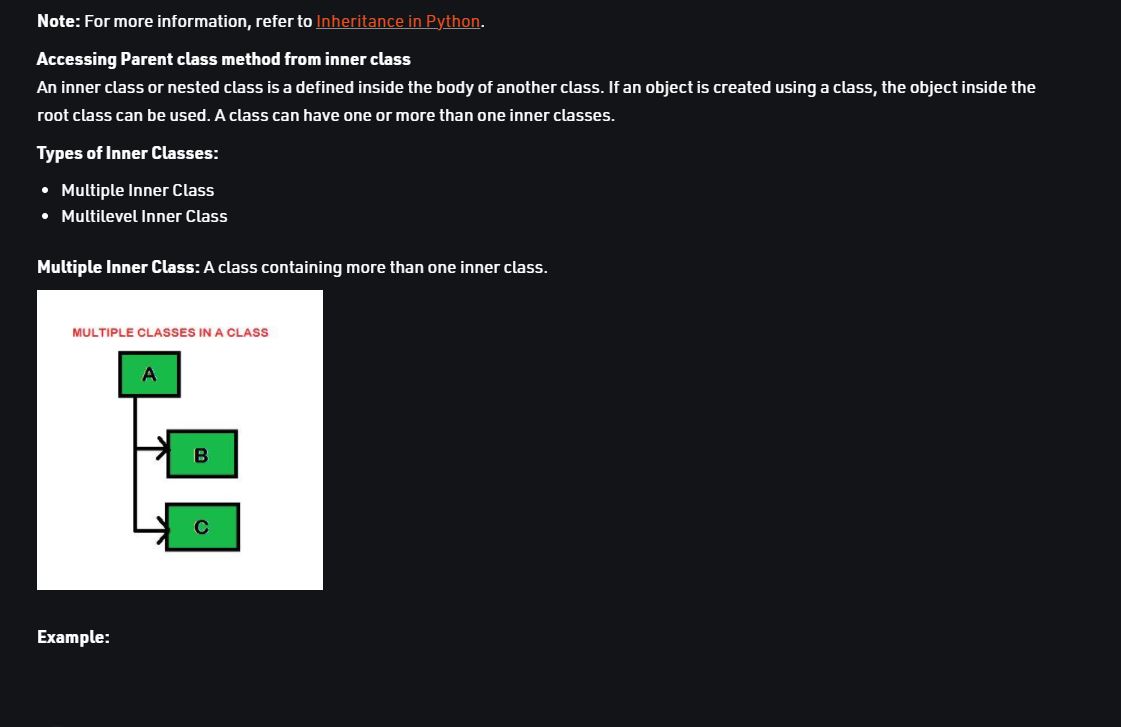 Note: For more information, refer to Inheritance in Python.
Accessing Parent class method from inner class
An inner class or nested class is a defined inside the body of another class. If an object is created using a class, the object inside the
root class can be used. A class can have one or more than one inner classes.
Types of Inner Classes:
• Multiple Inner Class
• Multilevel Inner Class
Multiple Inner Class: A class containing more than one inner class.
MULTIPLE CLASSES IN A CLASS
A
B
C
Example: